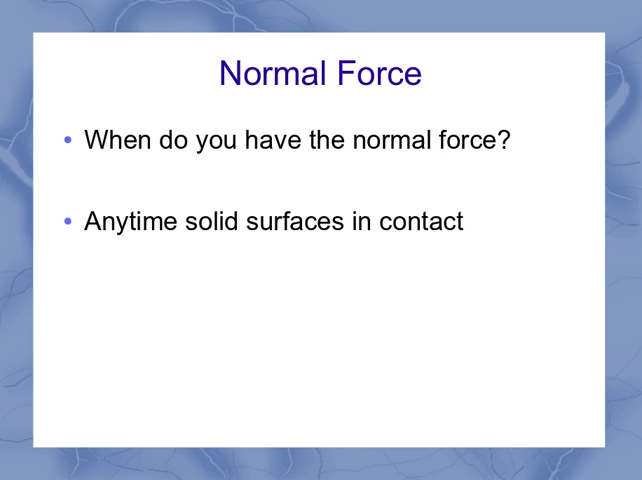 Normal Force
• When do you have the normal force?
• Anytime solid surfaces in contact